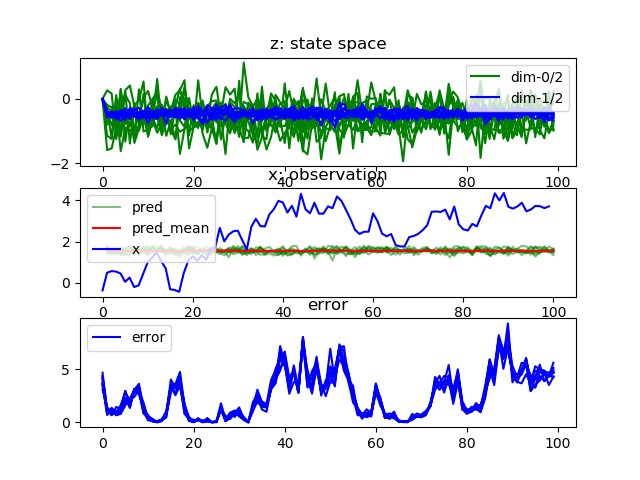 z: state space
0
−2
dim-0/2
dim-1/2
0 20 40 60 80 100
x: observation
4
2
0
pred
pred_mean
x
0 20 40 60 80 100
error
5
0
error
0 20 40 60 80 100